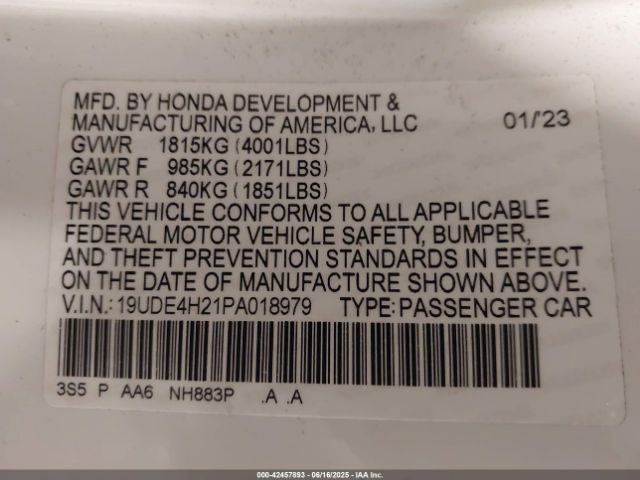 MFD. BY HONDA DEVELOPMENT &
MANUFACTURING OF AMERICA, LLC 01/'23
GVWR 1815KG (4001LBS)
GAWR F 985KG (2171LBS)
GAWR R 840KG (1851LBS)
THIS VEHICLE CONFORMS TO ALL APPLICABLE
FEDERAL MOTOR VEHICLE SAFETY, BUMPER,
AND THEFT PREVENTION STANDARDS IN EFFECT
ON THE DATE OF MANUFACTURE SHOWN ABOVE.
V.I.N.: 19UDE4H21PA018979 TYPE: PASSENGER CAR
3S5 P AA6 NH883P .A .A
000-42457893 - 06/16/2025 - IAA Inc.